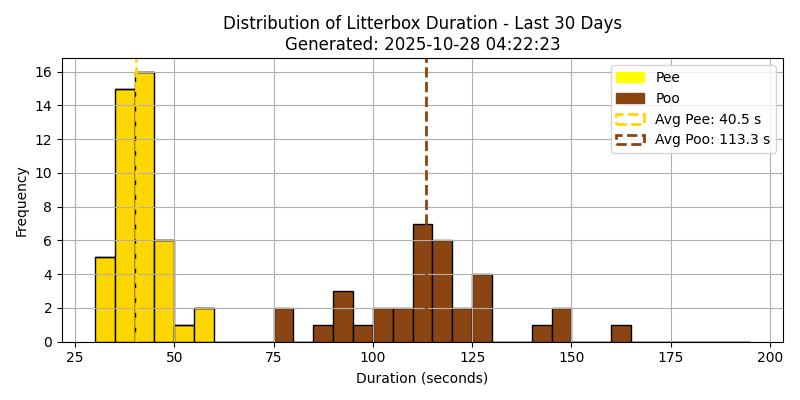 Distribution of Litterbox Duration - Last 30 Days
Generated: 2025-10-28 04:22:23
Pee
Poo
Avg Pee: 40.5 s
Avg Poo: 113.3 s
Frequency
16
14
12
10
8
6
4
2
0
25 50 75 100 125 150 175 200
Duration (seconds)